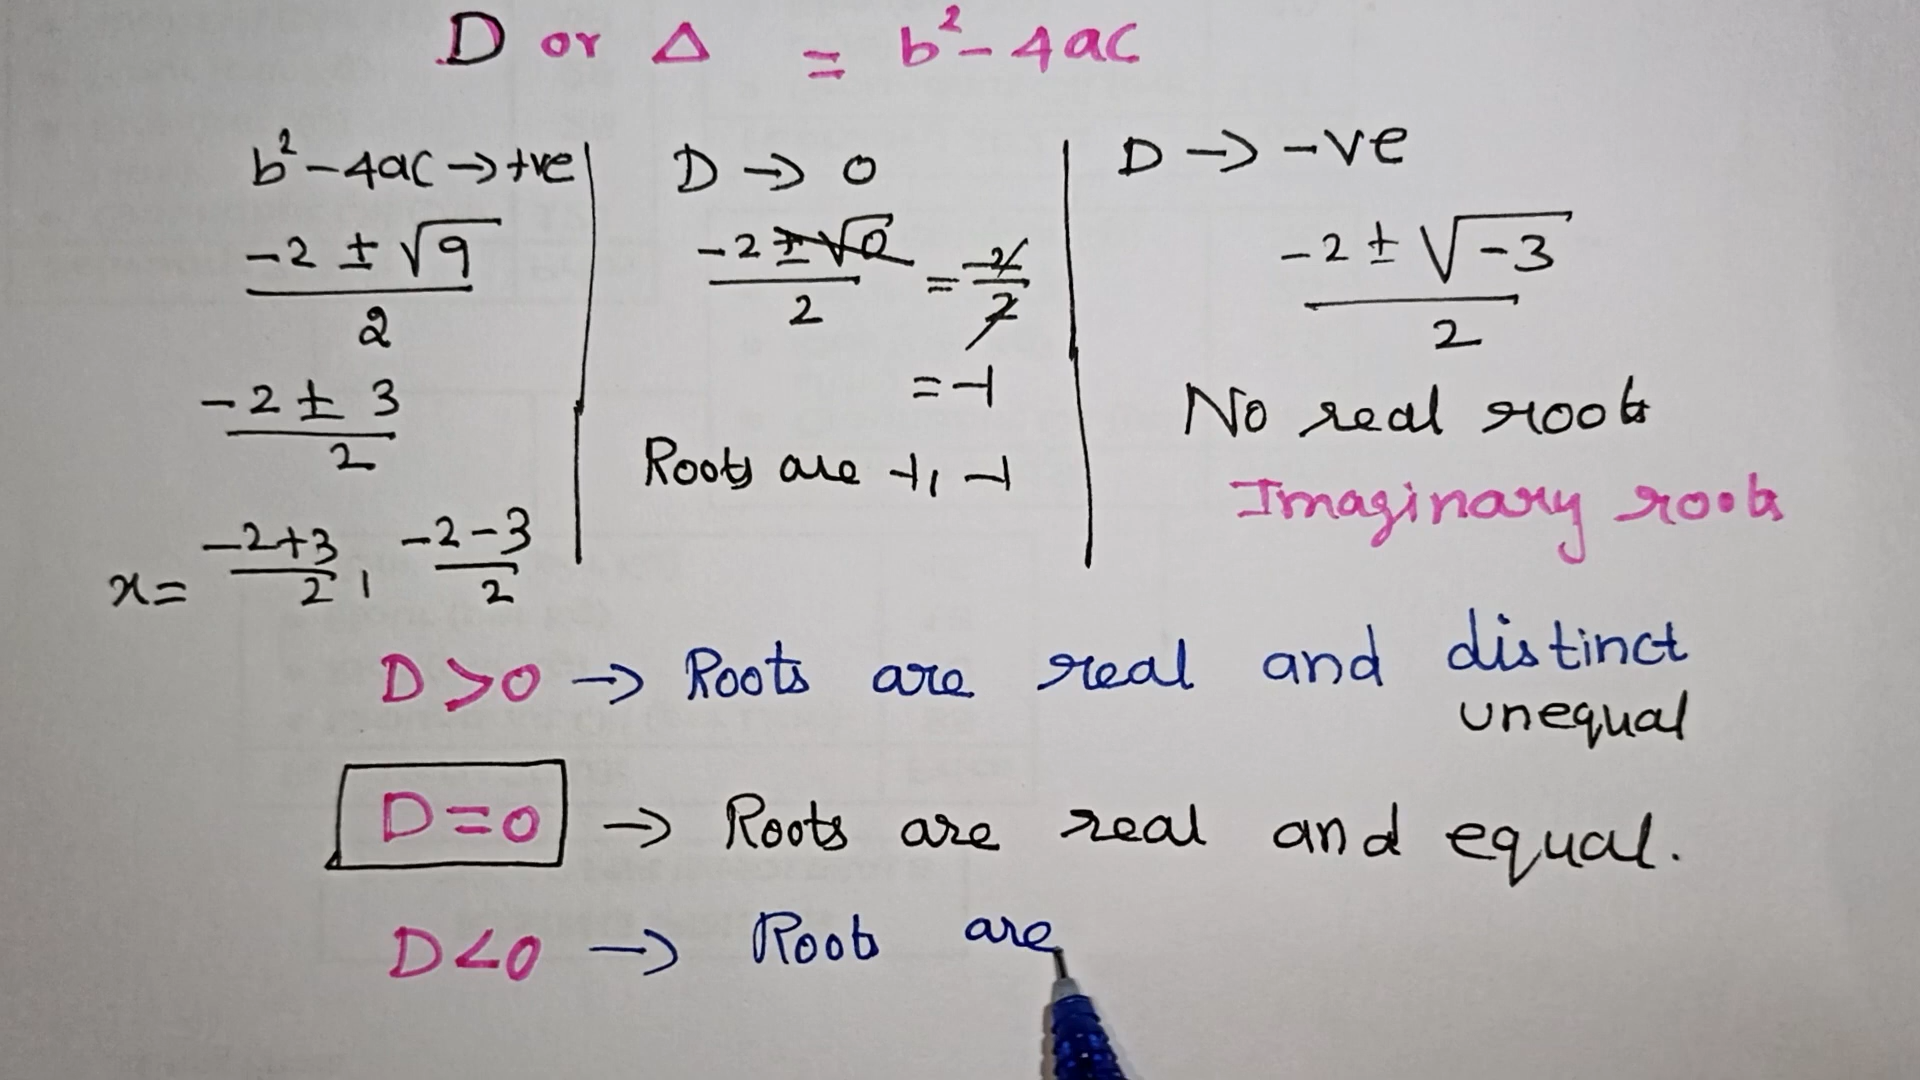 D or Δ = b²-4ac
b²-4ac → +ve
-2 ± √9
2
-2 ± 3
2
x = -2+3 , -2-3
2 2
D → 0
-2 ± √0 = -2
2 2
= -1
Roots are -1, -1
D → -ve
-2 ± √-3
2
No real roots
Imaginary roots
D>0 → Roots are real and distinct
unequal
D=0 → Roots are real and equal.
D<0 → Roots are